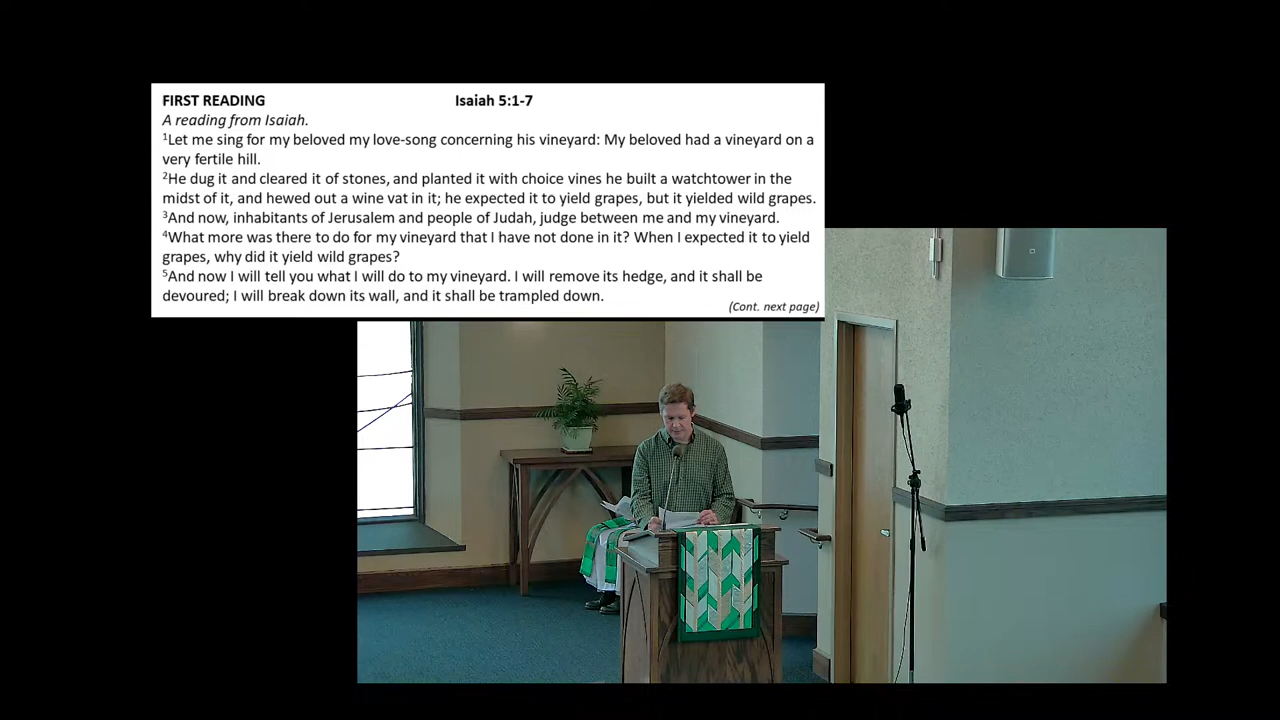 FIRST READING Isaiah 5:1-7
A reading from Isaiah.
¹Let me sing for my beloved my love-song concerning his vineyard: My beloved had a vineyard on a
very fertile hill.
²He dug it and cleared it of stones, and planted it with choice vines he built a watchtower in the
midst of it, and hewed out a wine vat in it; he expected it to yield grapes, but it yielded wild grapes.
³And now, inhabitants of Jerusalem and people of Judah, judge between me and my vineyard.
⁴What more was there to do for my vineyard that I have not done in it? When I expected it to yield
grapes, why did it yield wild grapes?
⁵And now I will tell you what I will do to my vineyard. I will remove its hedge, and it shall be
devoured; I will break down its wall, and it shall be trampled down.
(Cont. next page)